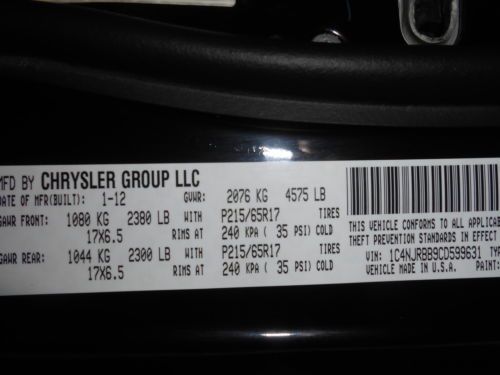 MFD BY CHRYSLER GROUP LLC
DATE OF MFR(BUILT): 1-12 GVWR: 2076 KG 4575 LB
GAWR FRONT: 1080 KG 2380 LB WITH P215/65R17 TIRES
17X6.5 RIMS AT 240 KPA ( 35 PSI) COLD
GAWR REAR: 1044 KG 2300 LB WITH P215/65R17 TIRES
17X6.5 RIMS AT 240 KPA ( 35 PSI) COLD
THIS VEHICLE CONFORMS TO ALL
THEFT PREVENTION STANDARDS IN EFFECT
VIN: 1C4NJRBB9CD599631 TYP
VEHICLE MADE IN U.S.A. PAINT: